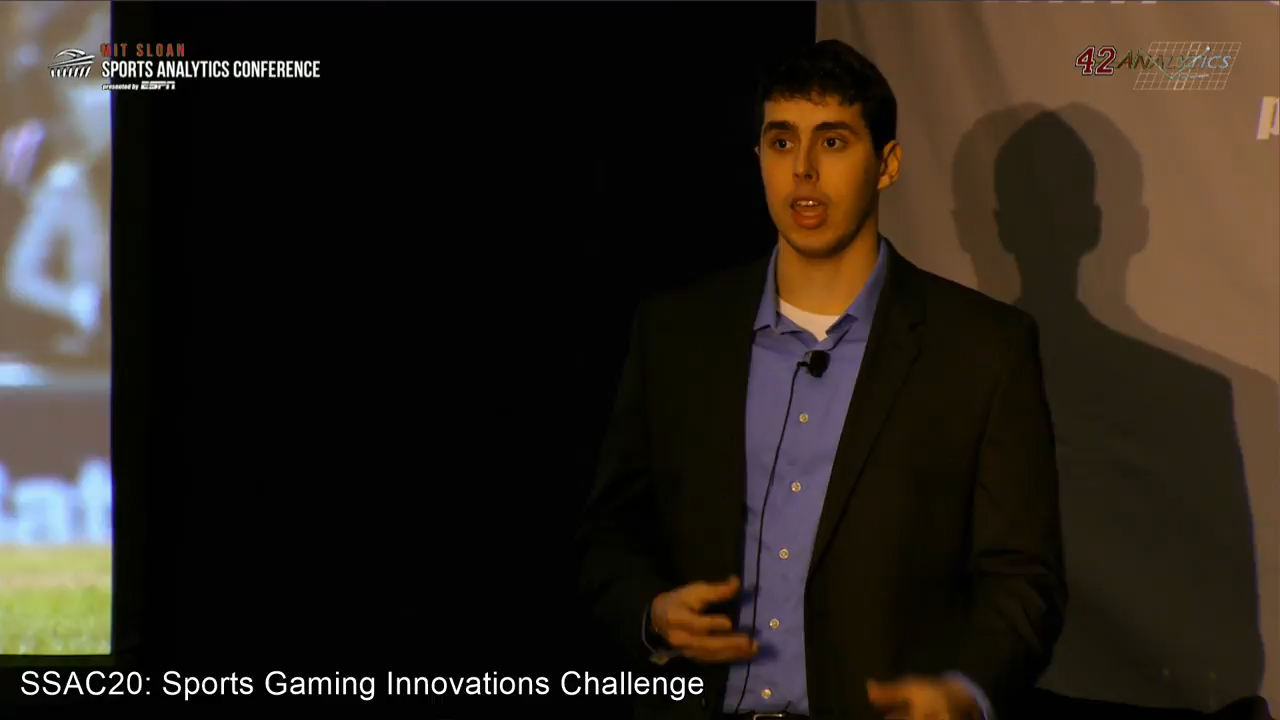 MIT SLOAN
SPORTS ANALYTICS CONFERENCE
presented by ESPN
42 ANALYTICS
SSAC20: Sports Gaming Innovations Challenge